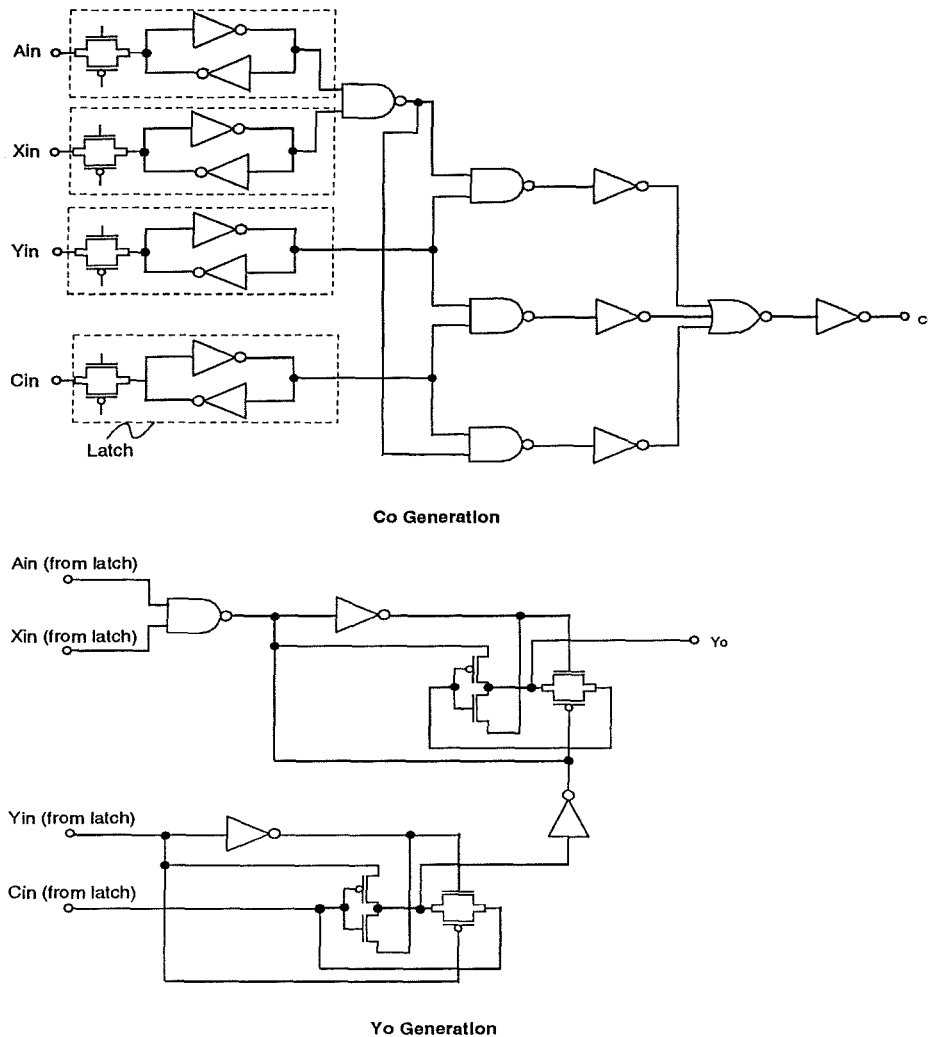 Ain
Xin
Yin
Cin
Latch
c
Co Generation
Ain (from latch)
Xin (from latch)
Yo
Yin (from latch)
Cin (from latch)
Yo Generation